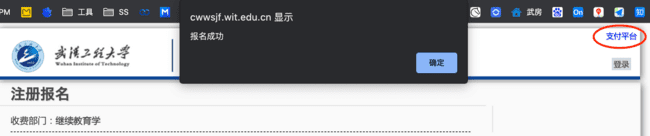 PM
工具
SS
武房
On
知
cwwsjf.wit.edu.cn 显示
报名成功
确定
支付平台
武汉工程大学
Wuhan Institute of Technology
登录
注册报名
收费部门：继续教育学